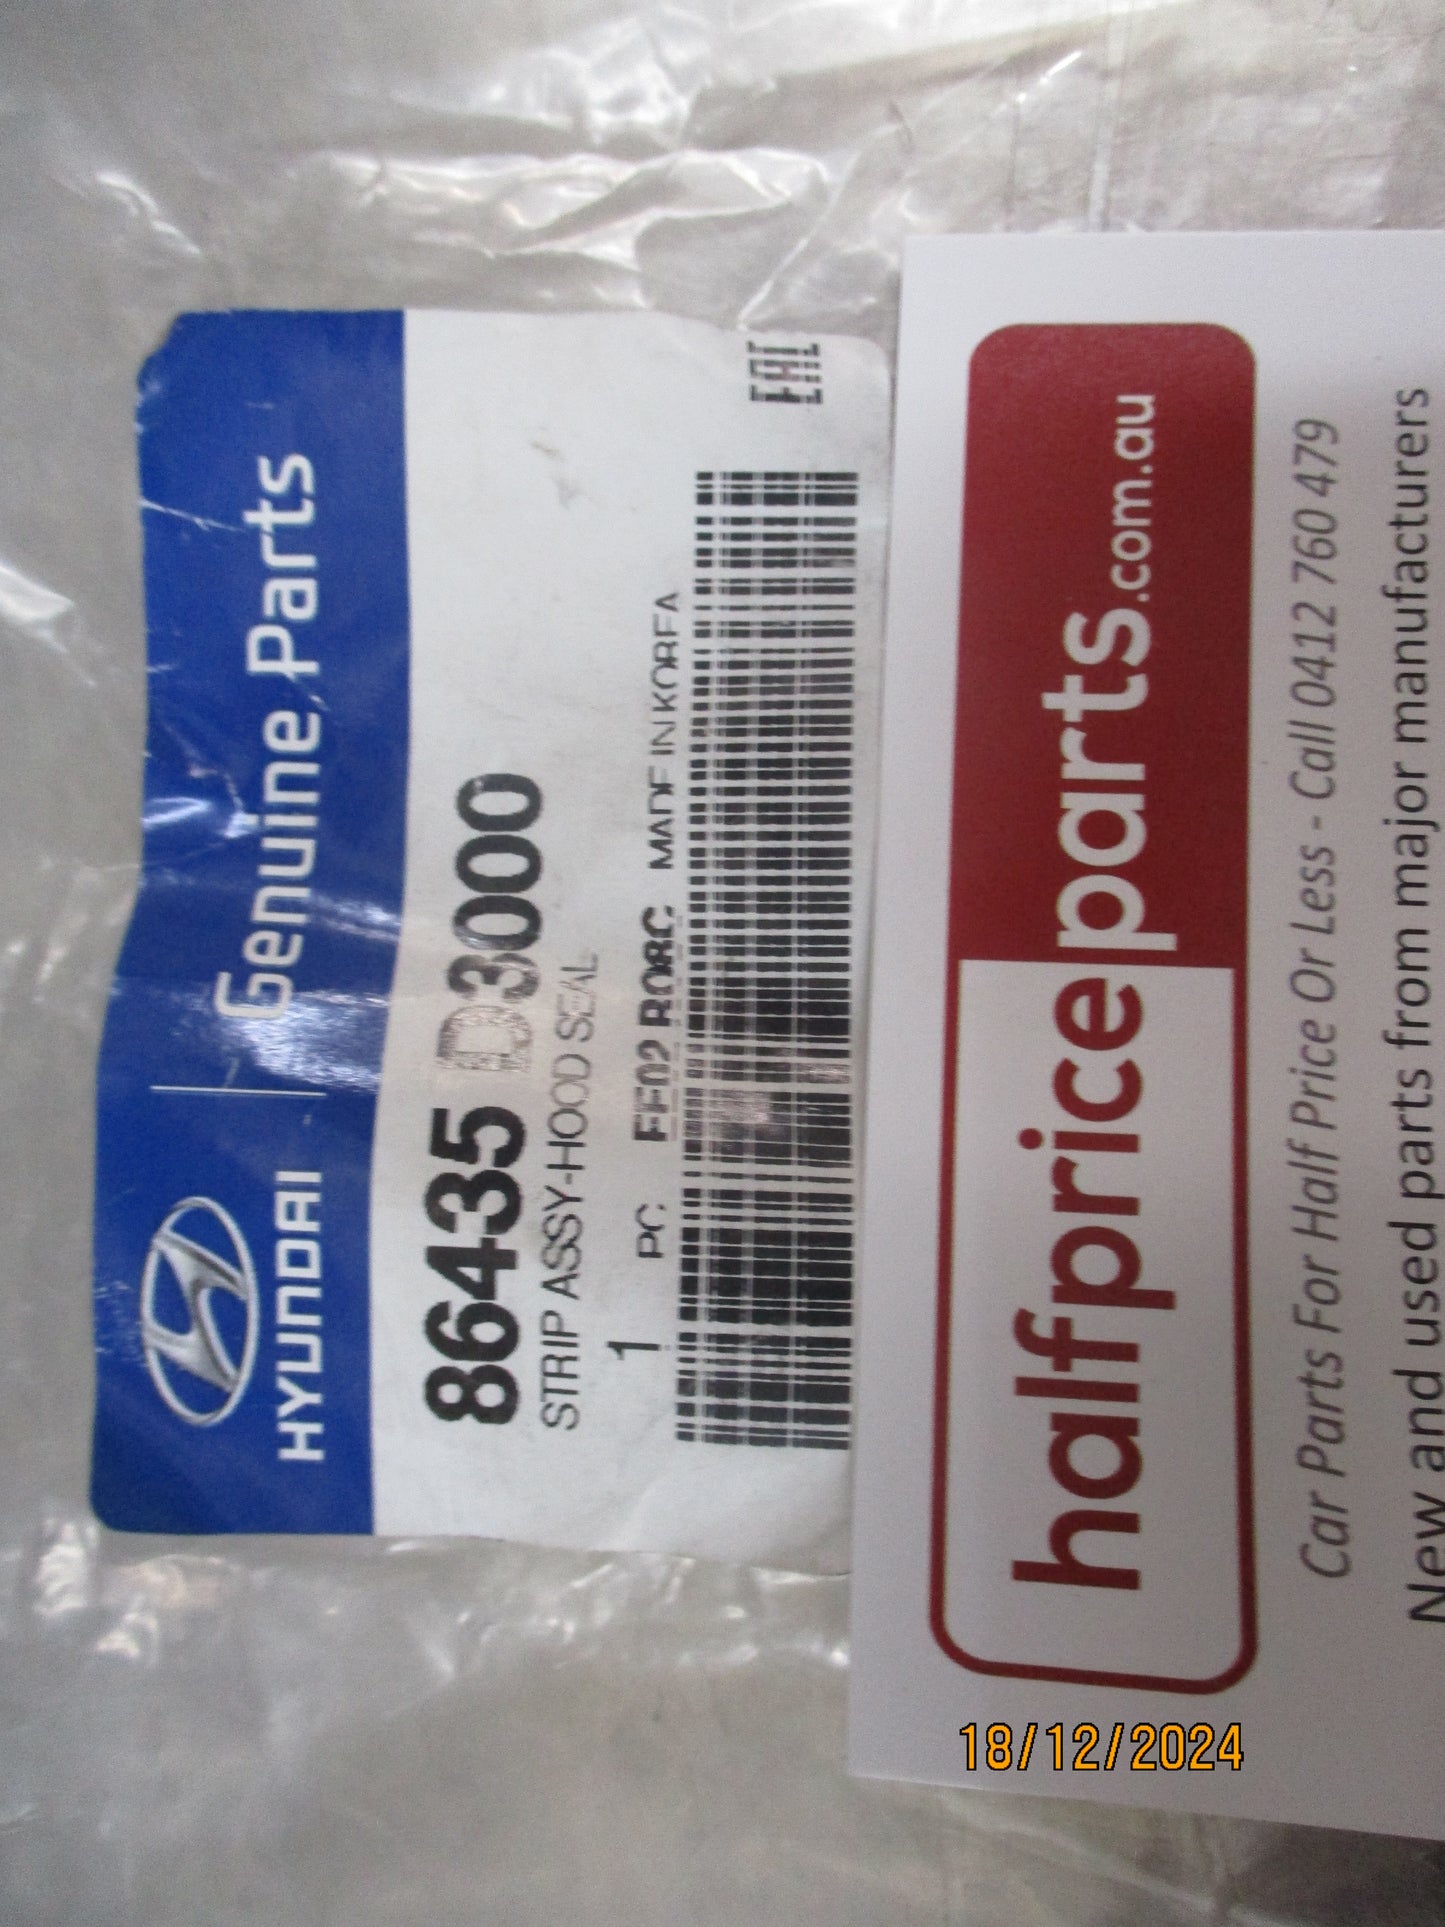 HYUNDAI
Genuine Parts
86435 D3000
STRIP ASSY-HOOD SEAL
1 PC MADE IN KOREA
EAC
halfpriceparts.com.au
Car Parts For Half Price Or Less - Call 0412 760 479
New and used parts from major manufacturers
18/12/2024